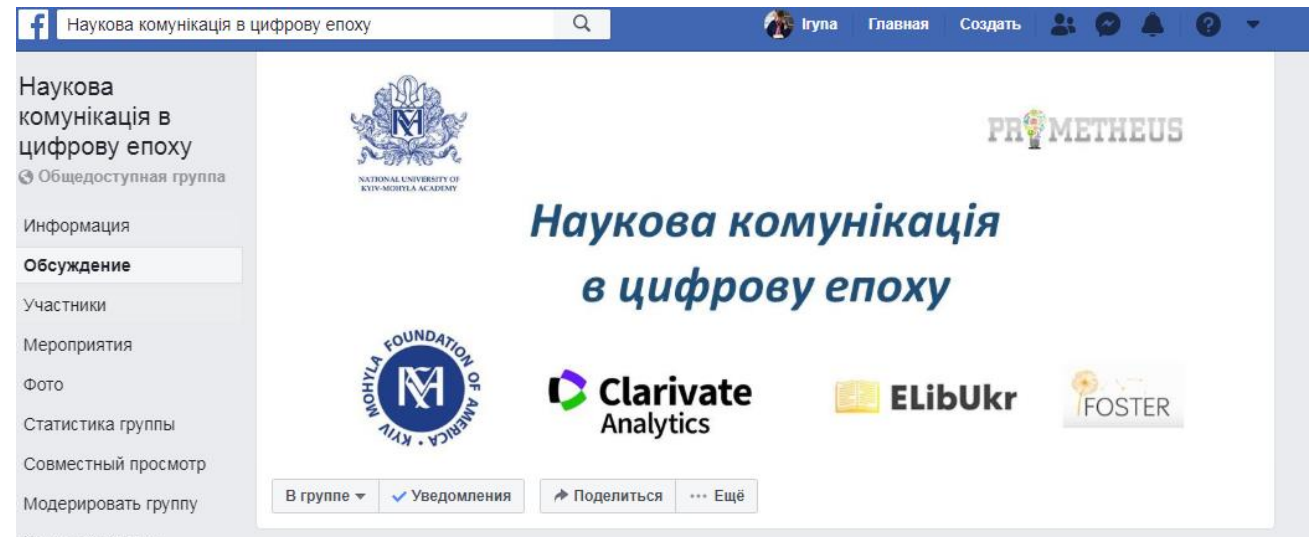 Наукова комунікація в цифрову епоху
Iryna
Главная
Создать
Наукова
комунікація в
цифрову епоху
Общедоступная группа
Информация
Обсуждение
Участники
Мероприятия
Фото
Статистика группы
Совместный просмотр
Модерировать группу
NATIONAL UNIVERSITY OF
KYIV-MOHYLA ACADEMY
PROMETHEUS
Наукова комунікація
в цифрову епоху
KYIV · MOHYLA FOUNDATION OF AMERICA ·
Clarivate
Analytics
ELibUkr
FOSTER
В группе
Уведомления
Поделиться
Ещё